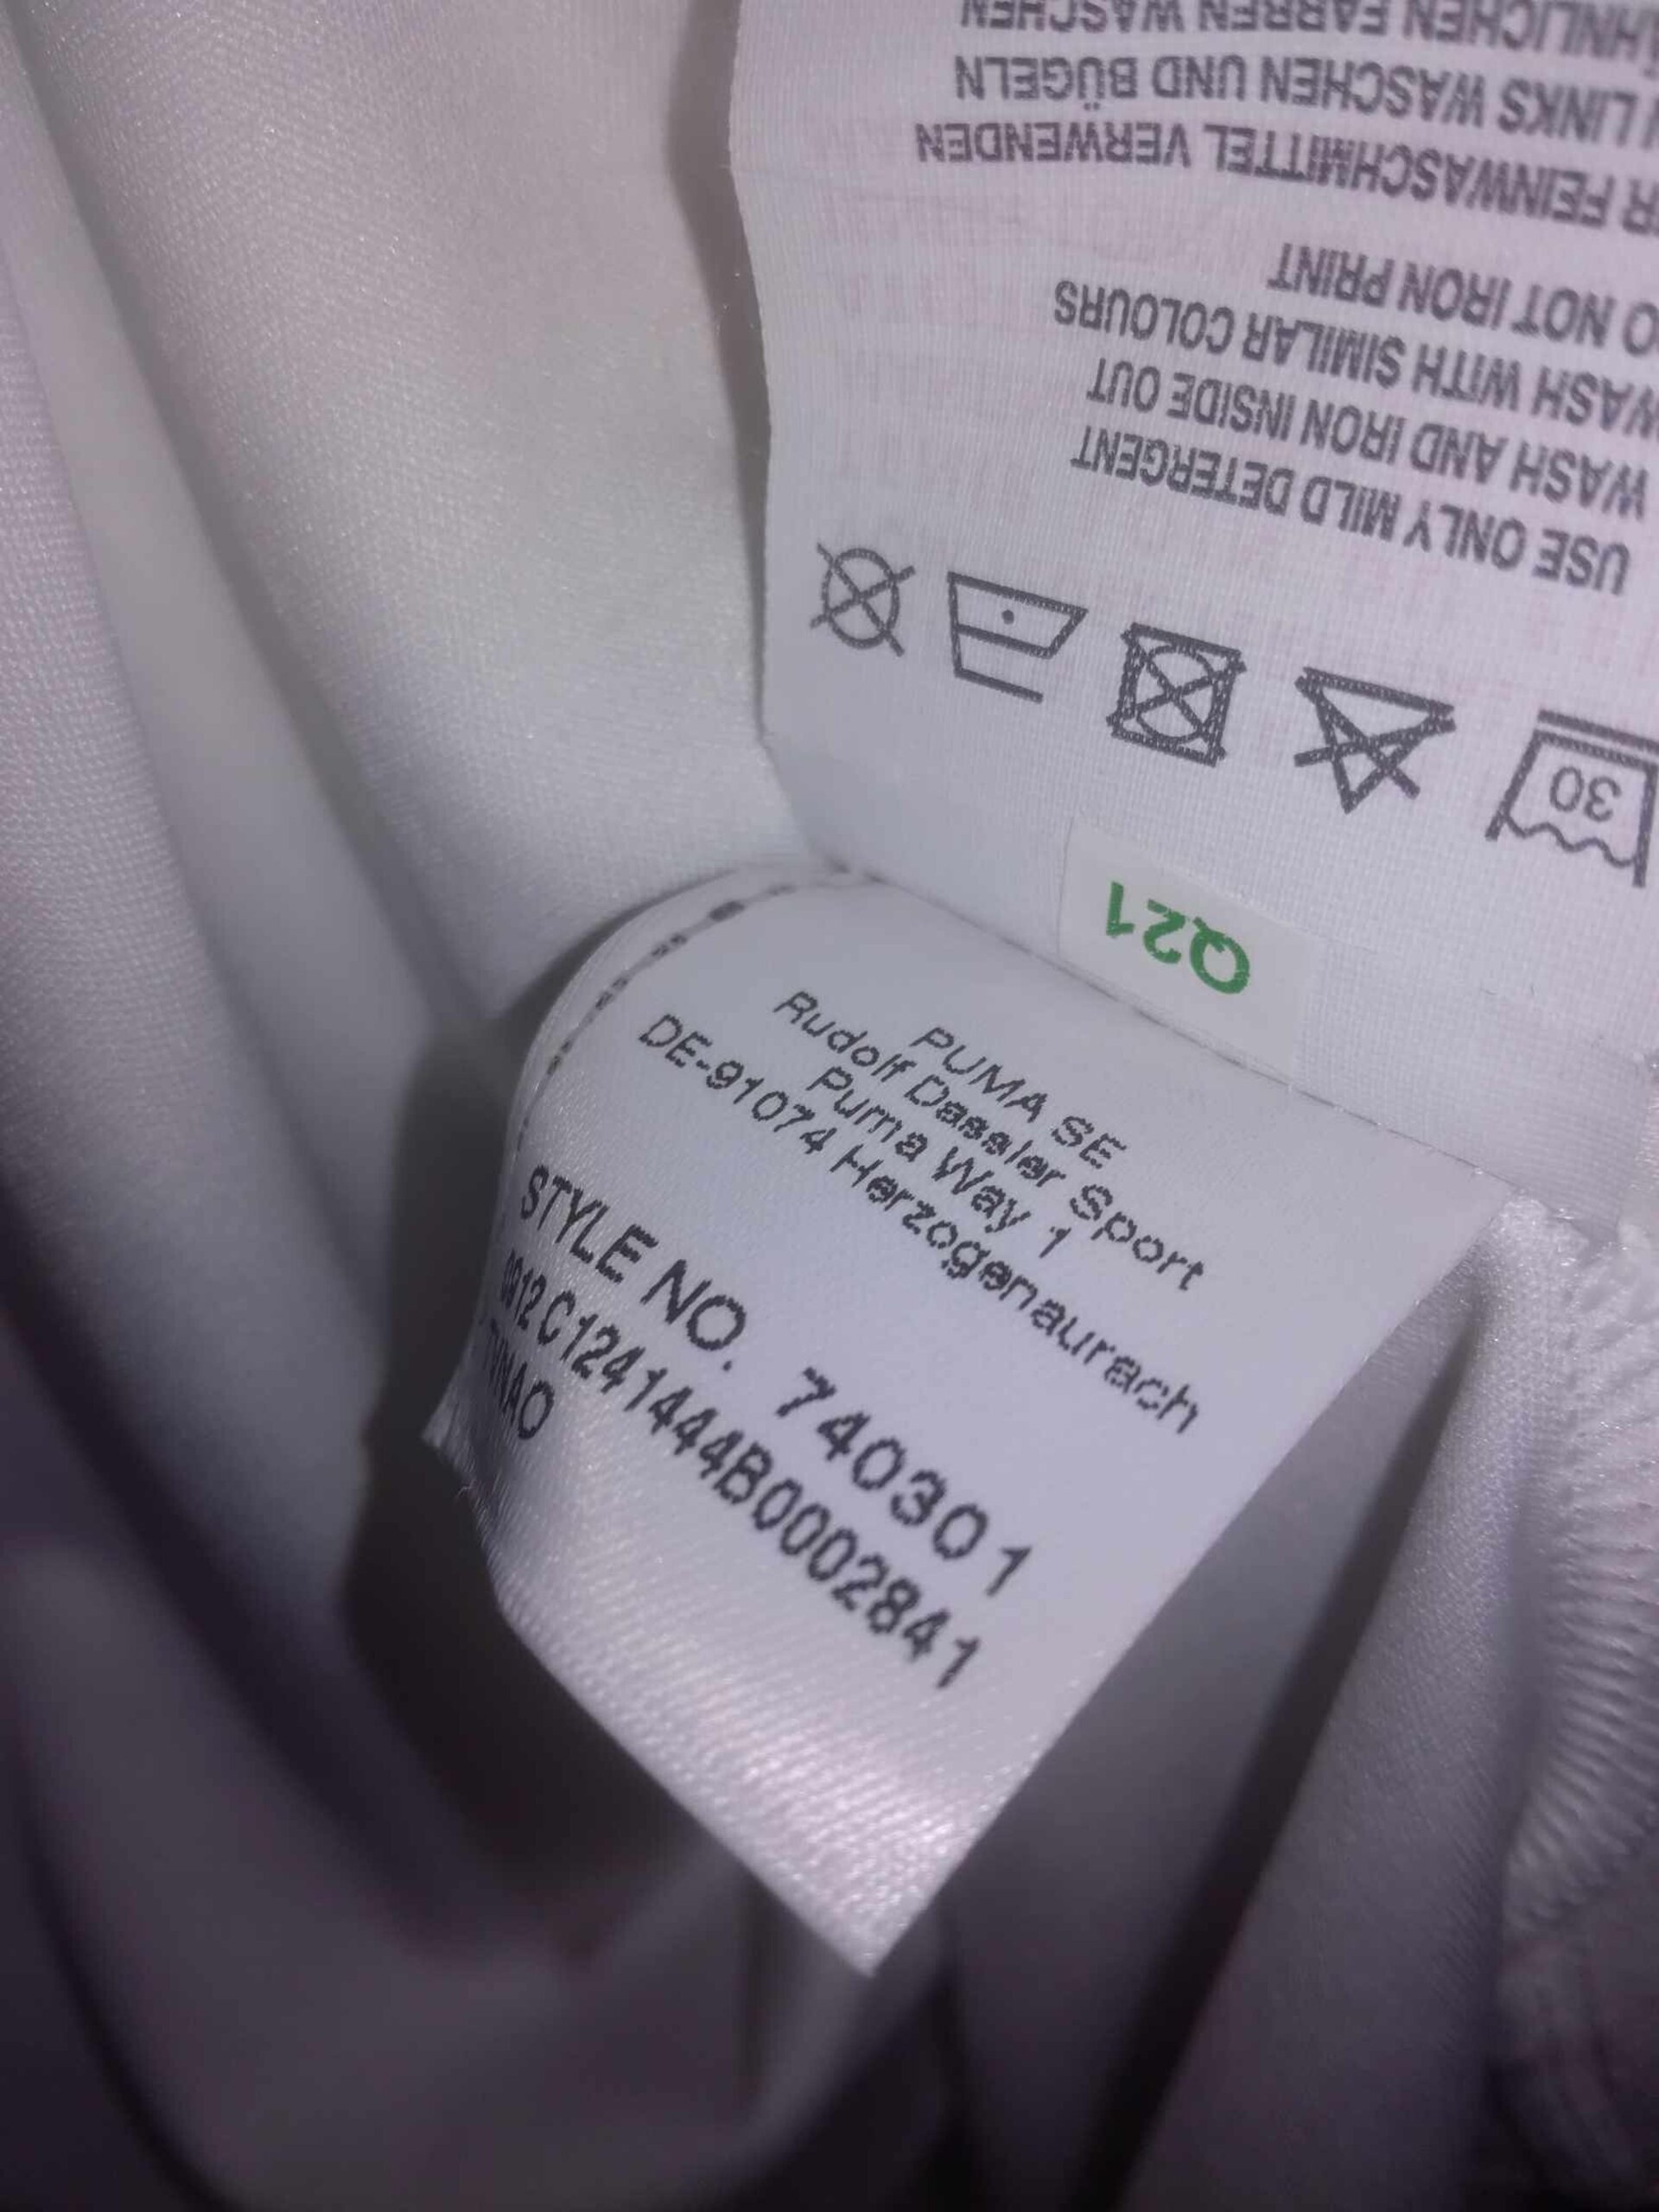 PUMA SE
Rudolf Dassler Sport
Puma Way 1
DE-91074 Herzogenaurach
STYLE NO. 740301
C1241444B0002841
Q21
30
USE ONLY MILD DETERGENT
WASH AND IRON INSIDE OUT
WASH WITH SIMILAR COLOURS
NOT IRON PRINT
FEINWASCHMITTEL VERWENDEN
LINKS WASCHEN UND BÜGELN
FARBEN WASCHEN